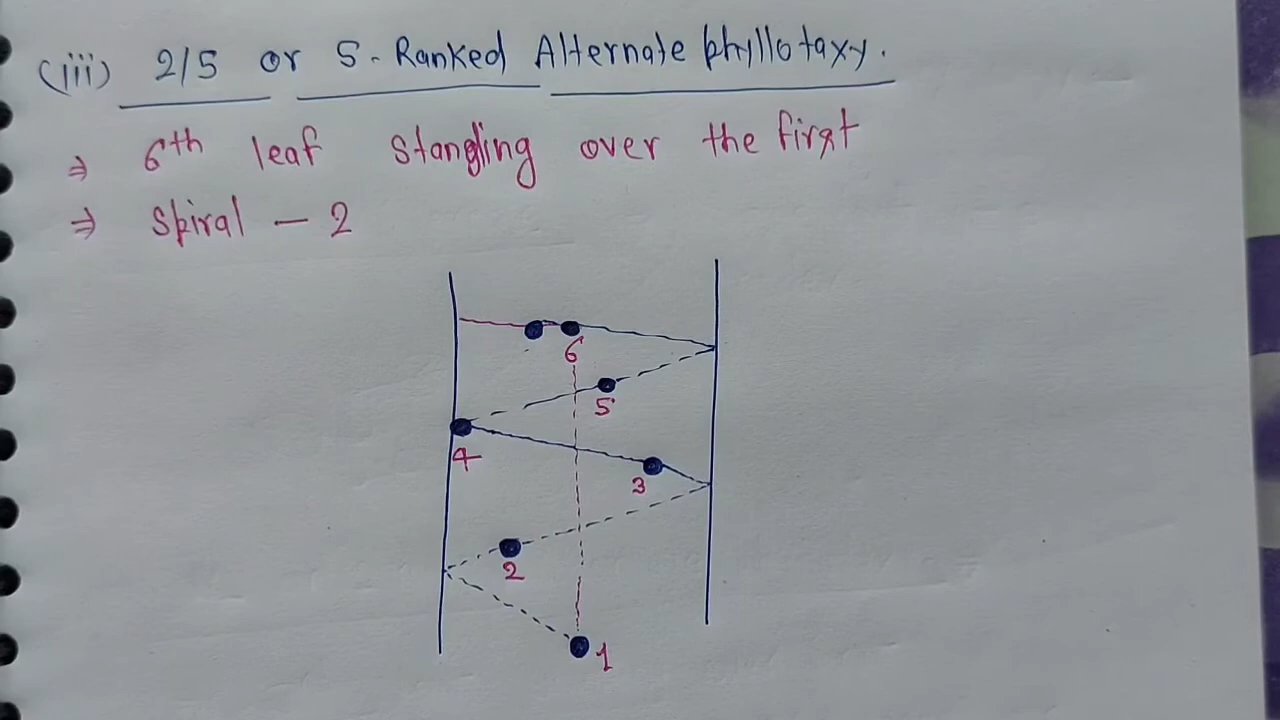 (iii) 2/5 or 5-Ranked Alternate phyllotaxy.
⇒ 6th leaf standling over the first
⇒ Spiral – 2
6
5
4
3
2
1